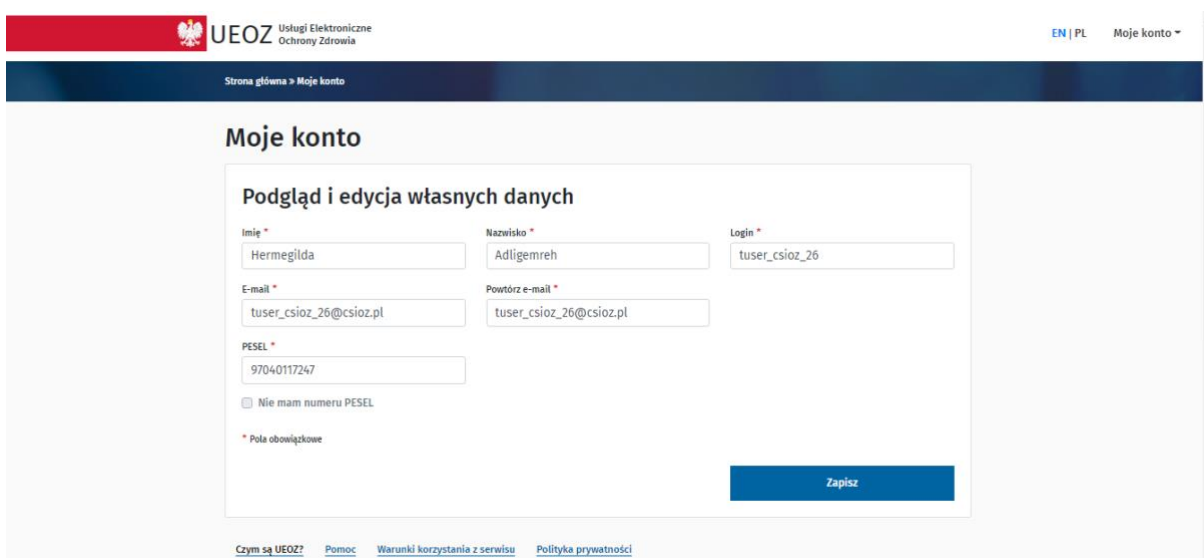 UEOZ Usługi Elektroniczne
Ochrony Zdrowia
EN | PL Moje konto
Strona główna » Moje konto
Moje konto
Podgląd i edycja własnych danych
Imię * Nazwisko * Login *
Hermegilda Adligemreh tuser_csioz_26
E-mail * Powtórz e-mail *
tuser_csioz_26@csioz.pl tuser_csioz_26@csioz.pl
PESEL *
97040117247
Nie mam numeru PESEL
* Pola obowiązkowe
Zapisz
Czym są UEOZ? Pomoc Warunki korzystania z serwisu Polityka prywatności